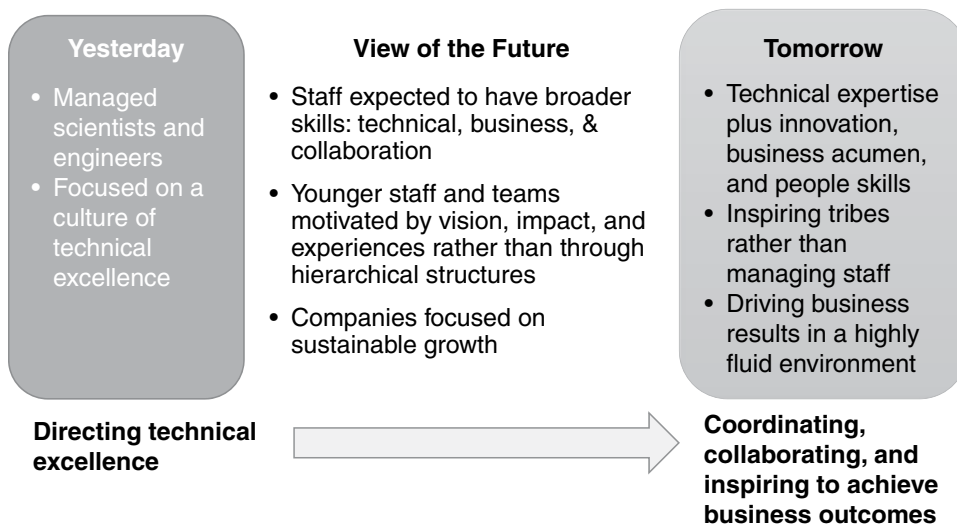 Yesterday
• Managed
scientists and
engineers
• Focused on a
culture of
technical
excellence
View of the Future
• Staff expected to have broader
skills: technical, business, &
collaboration
• Younger staff and teams
motivated by vision, impact, and
experiences rather than through
hierarchical structures
• Companies focused on
sustainable growth
Tomorrow
• Technical expertise
plus innovation,
business acumen,
and people skills
• Inspiring tribes
rather than
managing staff
• Driving business
results in a highly
fluid environment
Directing technical
excellence
Coordinating,
collaborating, and
inspiring to achieve
business outcomes